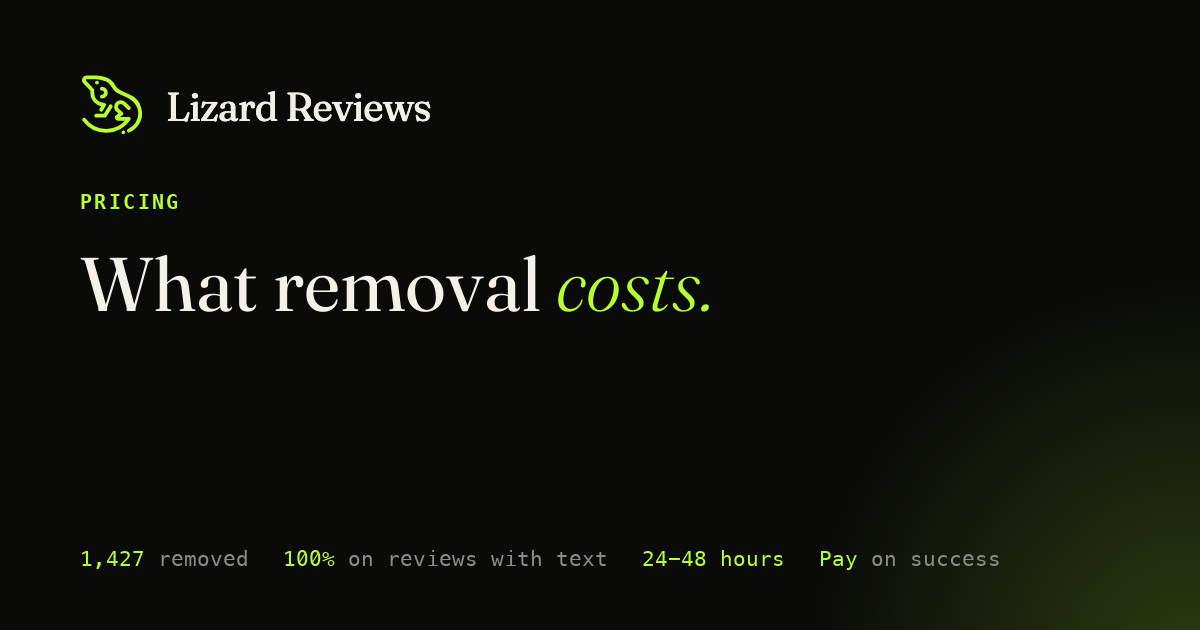 Lizard Reviews
PRICING
What removal costs.
1,427 removed 100% on reviews with text 24–48 hours Pay on success